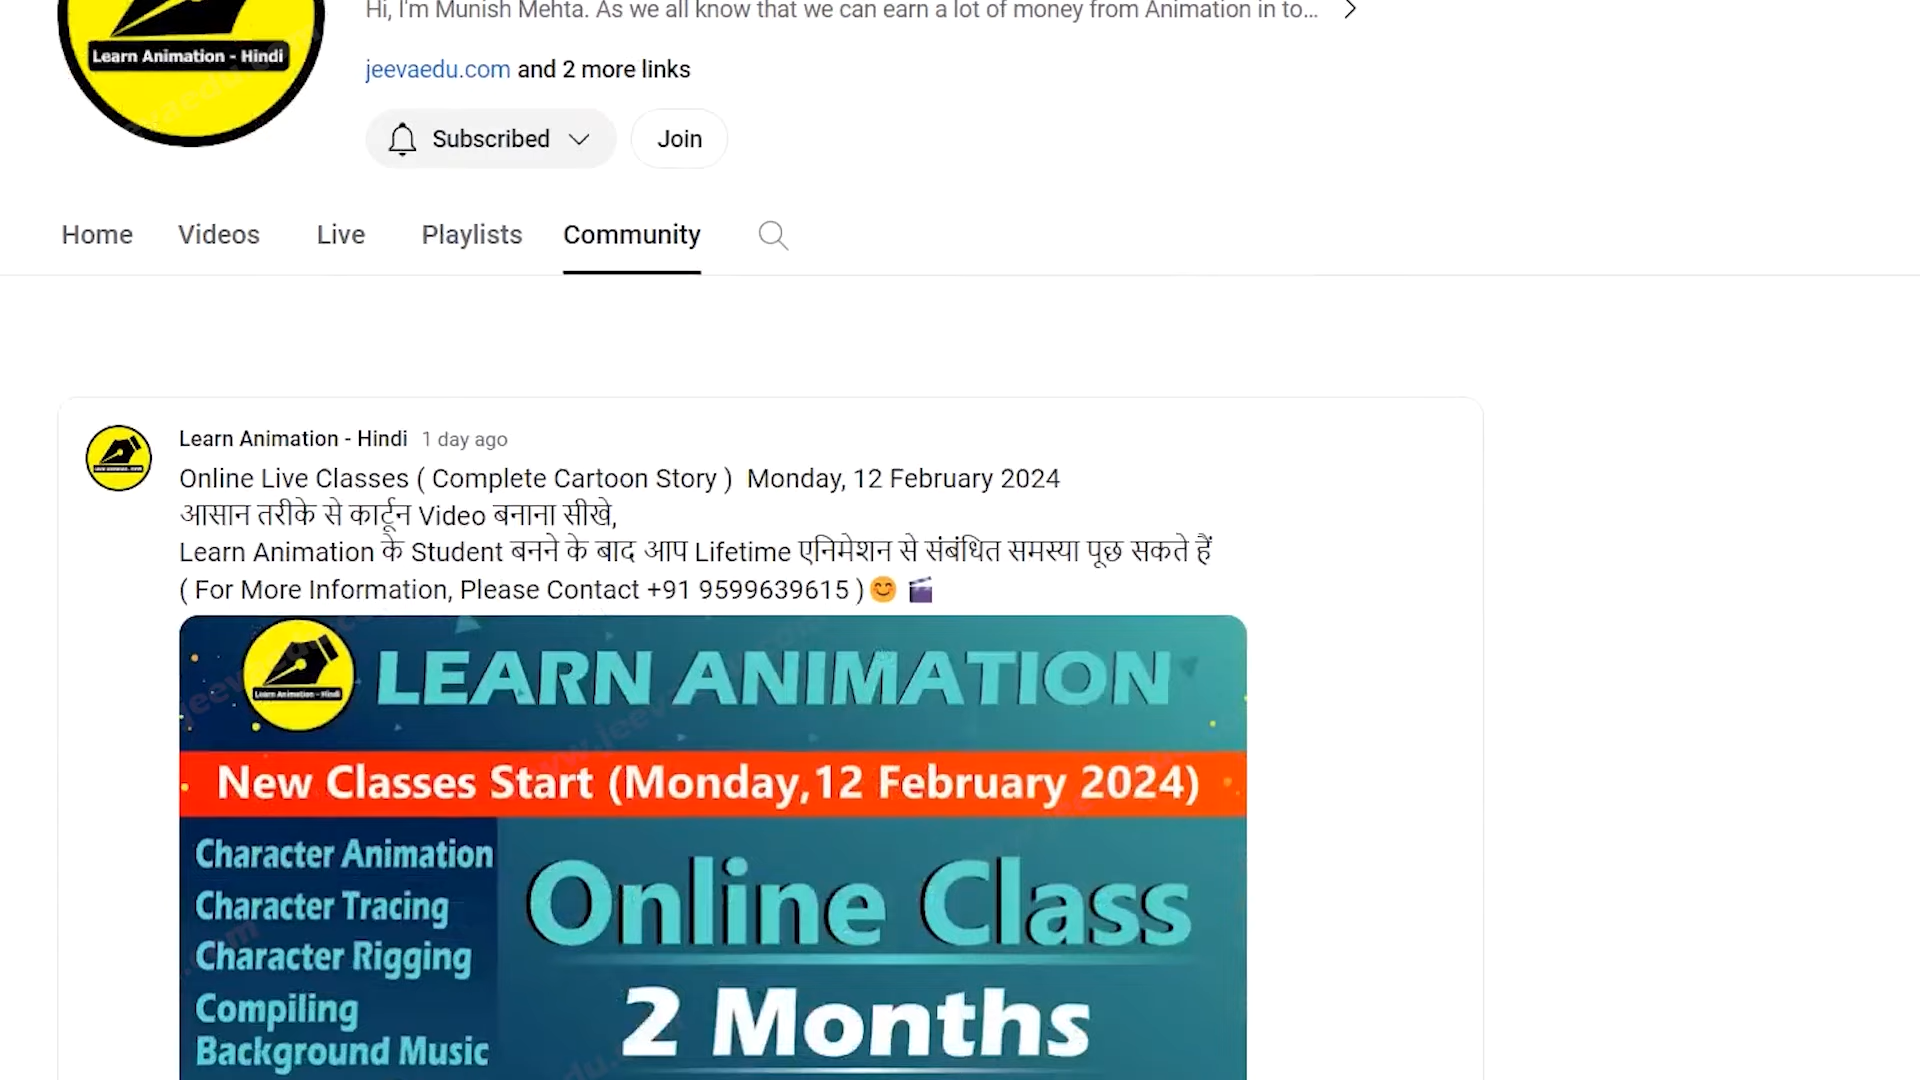 Hi, I'm Munish Mehta. As we all know that we can earn a lot of money from Animation in to...
Learn Animation - Hindi
jeevaedu.com and 2 more links
Subscribed
Join
Home Videos Live Playlists Community
Learn Animation - Hindi 1 day ago
Online Live Classes ( Complete Cartoon Story ) Monday, 12 February 2024
आसान तरीके से कार्टून Video बनाना सीखे,
Learn Animation के Student बनने के बाद आप Lifetime एनिमेशन से संबंधित समस्या पूछ सकते हैं
( For More Information, Please Contact +91 9599639615 )😊 🎬
LEARN ANIMATION
Learn Animation - Hindi
New Classes Start (Monday,12 February 2024)
Character Animation
Character Tracing
Character Rigging
Compiling
Background Music
Online Class
2 Months